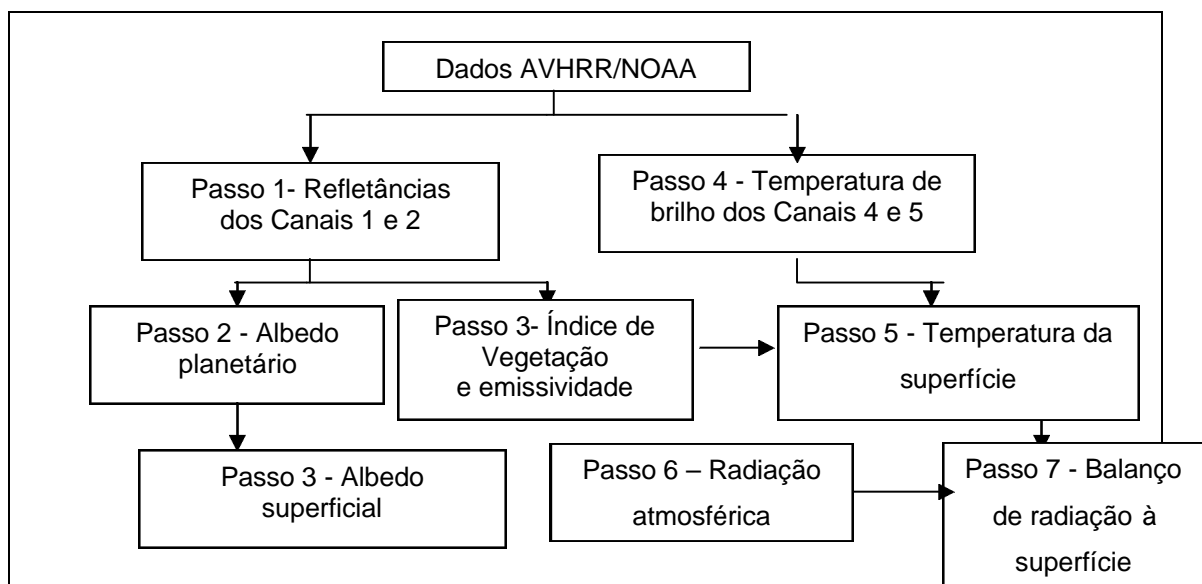 Dados AVHRR/NOAA
Passo 1- Refletâncias
dos Canais 1 e 2
Passo 4 - Temperatura de
brilho dos Canais 4 e 5
Passo 2 - Albedo
planetário
Passo 3- Índice de
Vegetação
e emissividade
Passo 5 - Temperatura da
superfície
Passo 3 - Albedo
superficial
Passo 6 – Radiação
atmosférica
Passo 7 - Balanço
de radiação à
superfície